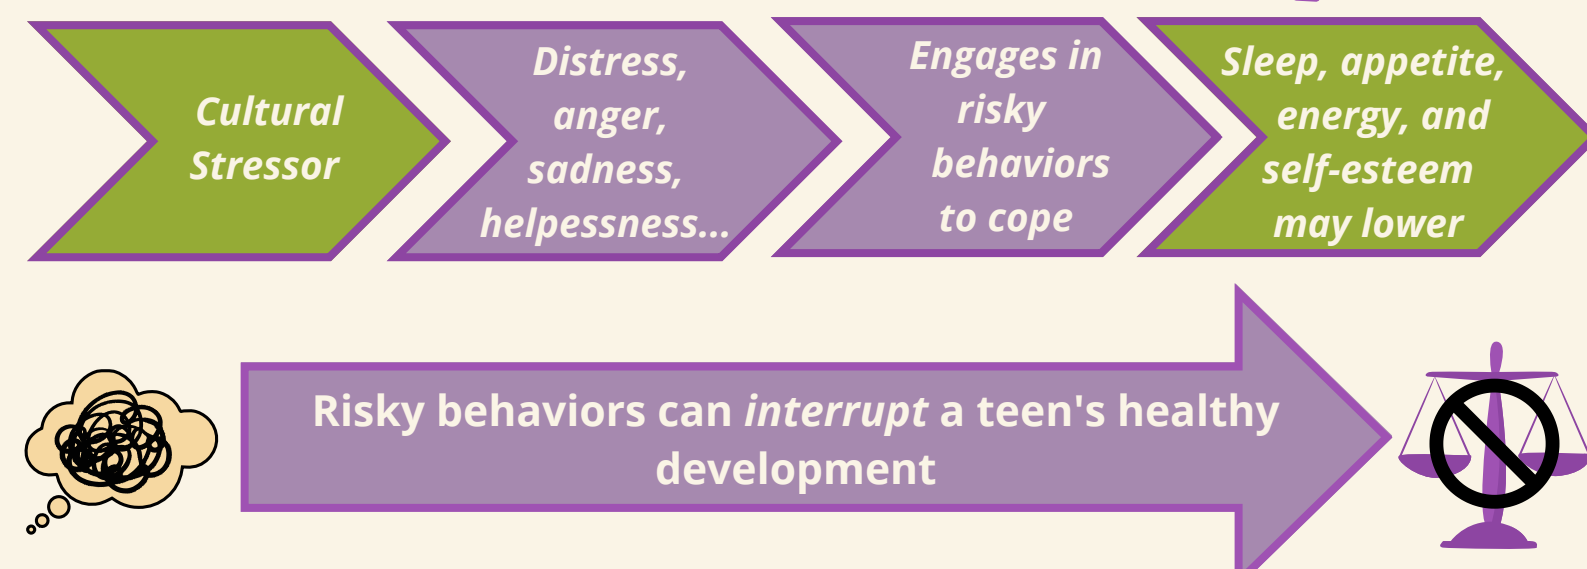 Cultural
Stressor
Distress,
anger,
sadness,
helpessness...
Engages in
risky
behaviors
to cope
Sleep, appetite,
energy, and
self-esteem
may lower
Risky behaviors can interrupt a teen's healthy
development